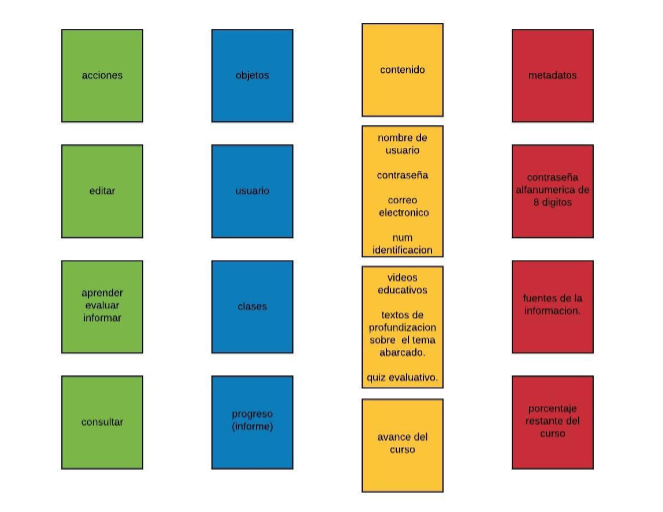 acciones
objetos
contenido
metadatos
editar
usuario
nombre de
usuario
contraseña
correo
electronico
num
identificacion
contraseña
alfanumerica de
8 digitos
aprender
evaluar
informar
clases
videos
educativos
textos de
profundizacion
sobre el tema
abarcado.
quiz evaluativo.
fuentes de la
informacion.
consultar
progreso
(informe)
avance del
curso
porcentaje
restante del
curso